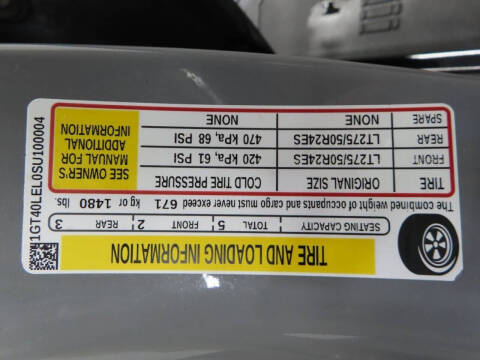 TIRE AND LOADING INFORMATION
SEATING CAPACITY TOTAL 5 FRONT 2 REAR 3
The combined weight of occupants and cargo must never exceed 671 kg or 1480 lbs.
TIRE ORIGINAL SIZE COLD TIRE PRESSURE
FRONT LT275/50R24ES 420 kPa, 61 PSI
REAR LT275/50R24ES 470 kPa, 68 PSI
SPARE NONE NONE
SEE OWNER'S
MANUAL FOR
ADDITIONAL
INFORMATION
1GT40LEL0SU100004